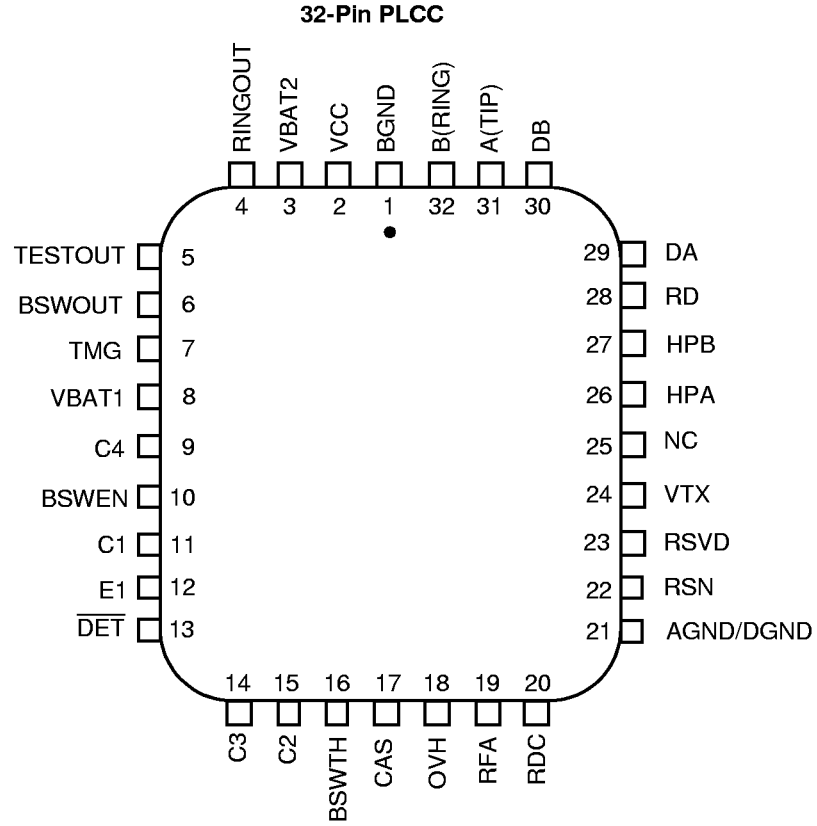 32-Pin PLCC
RINGOUT
VBAT2
VCC
BGND
B(RING)
A(TIP)
DB
4 3 2 1 32 31 30
TESTOUT 5
BSWOUT 6
TMG 7
VBAT1 8
C4 9
BSWEN 10
C1 11
E1 12
DET 13
29 DA
28 RD
27 HPB
26 HPA
25 NC
24 VTX
23 RSVD
22 RSN
21 AGND/DGND
14 15 16 17 18 19 20
C3
C2
BSWTH
CAS
OVH
RFA
RDC